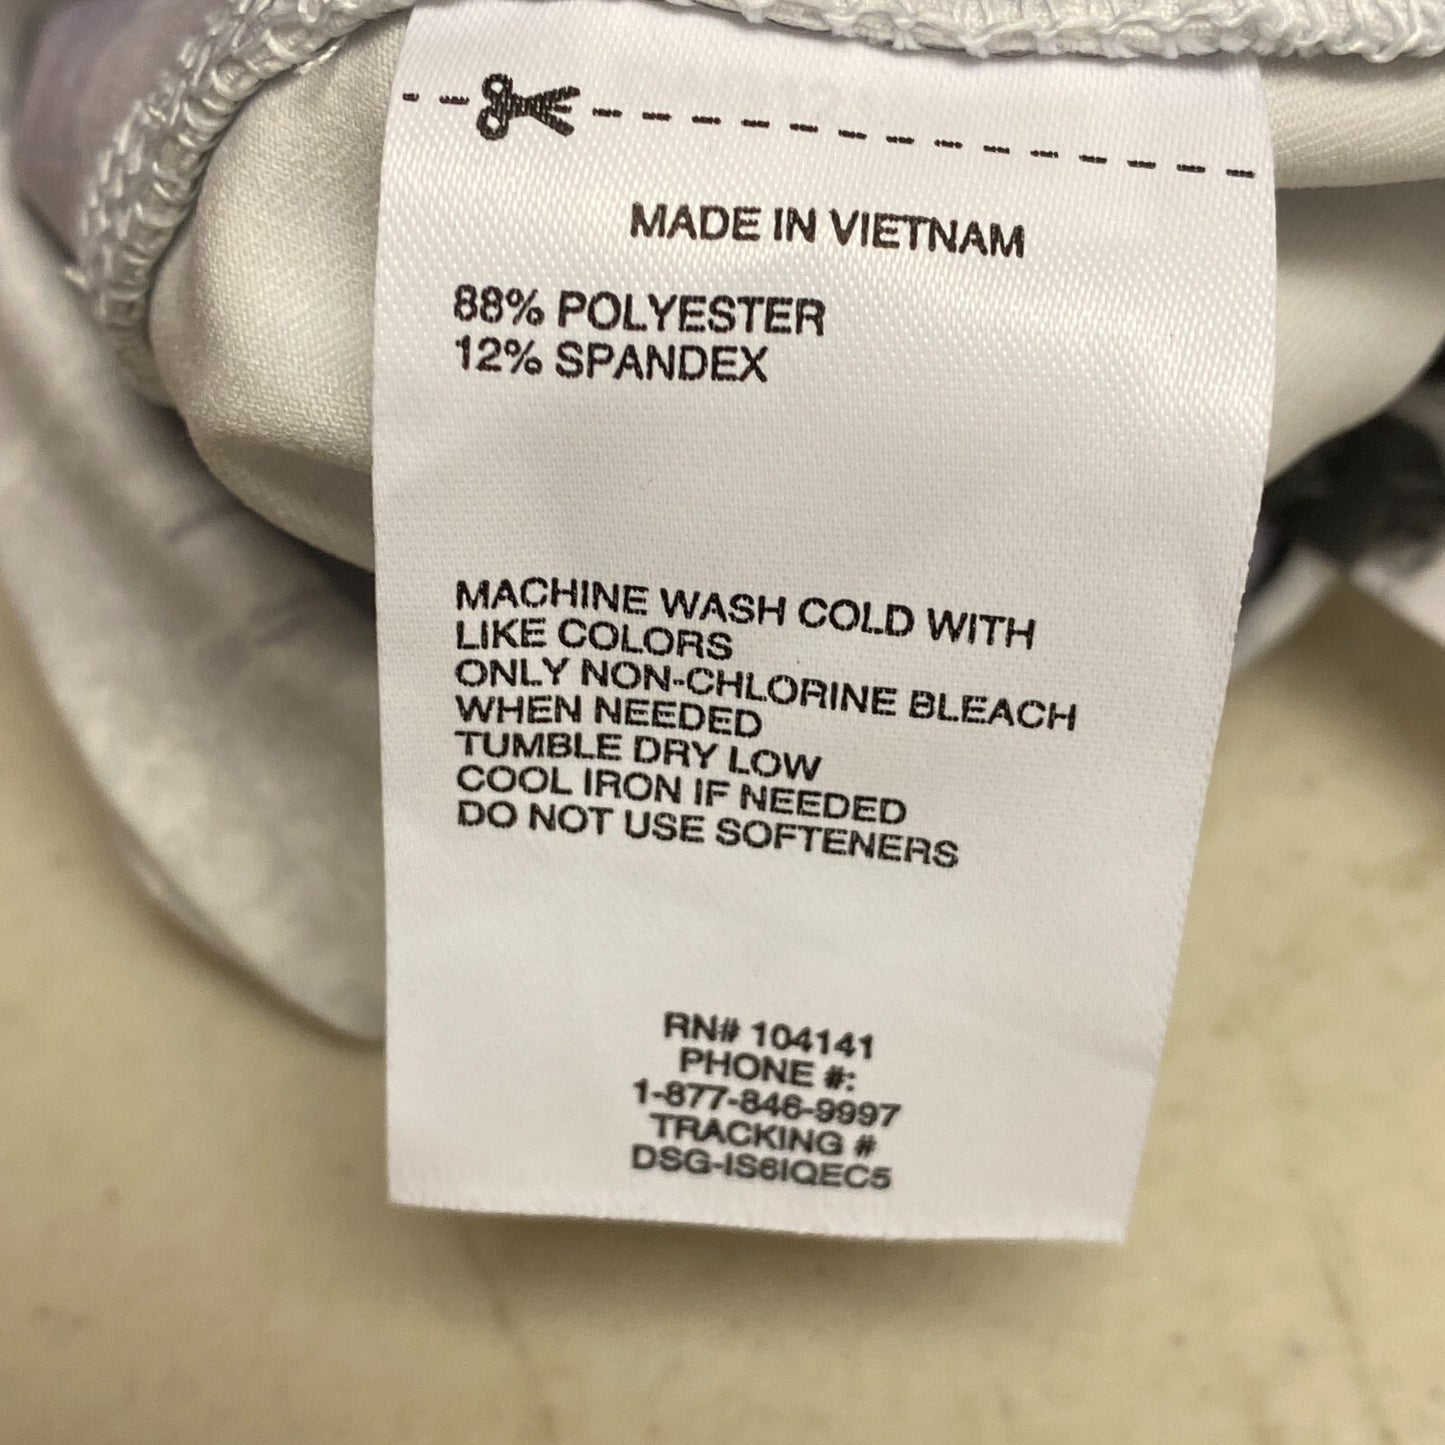 MADE IN VIETNAM
88% POLYESTER
12% SPANDEX
MACHINE WASH COLD WITH
LIKE COLORS
ONLY NON-CHLORINE BLEACH
WHEN NEEDED
TUMBLE DRY LOW
COOL IRON IF NEEDED
DO NOT USE SOFTENERS
RN# 104141
PHONE #:
1-877-846-9997
TRACKING #
DSG-IS6IQEC5